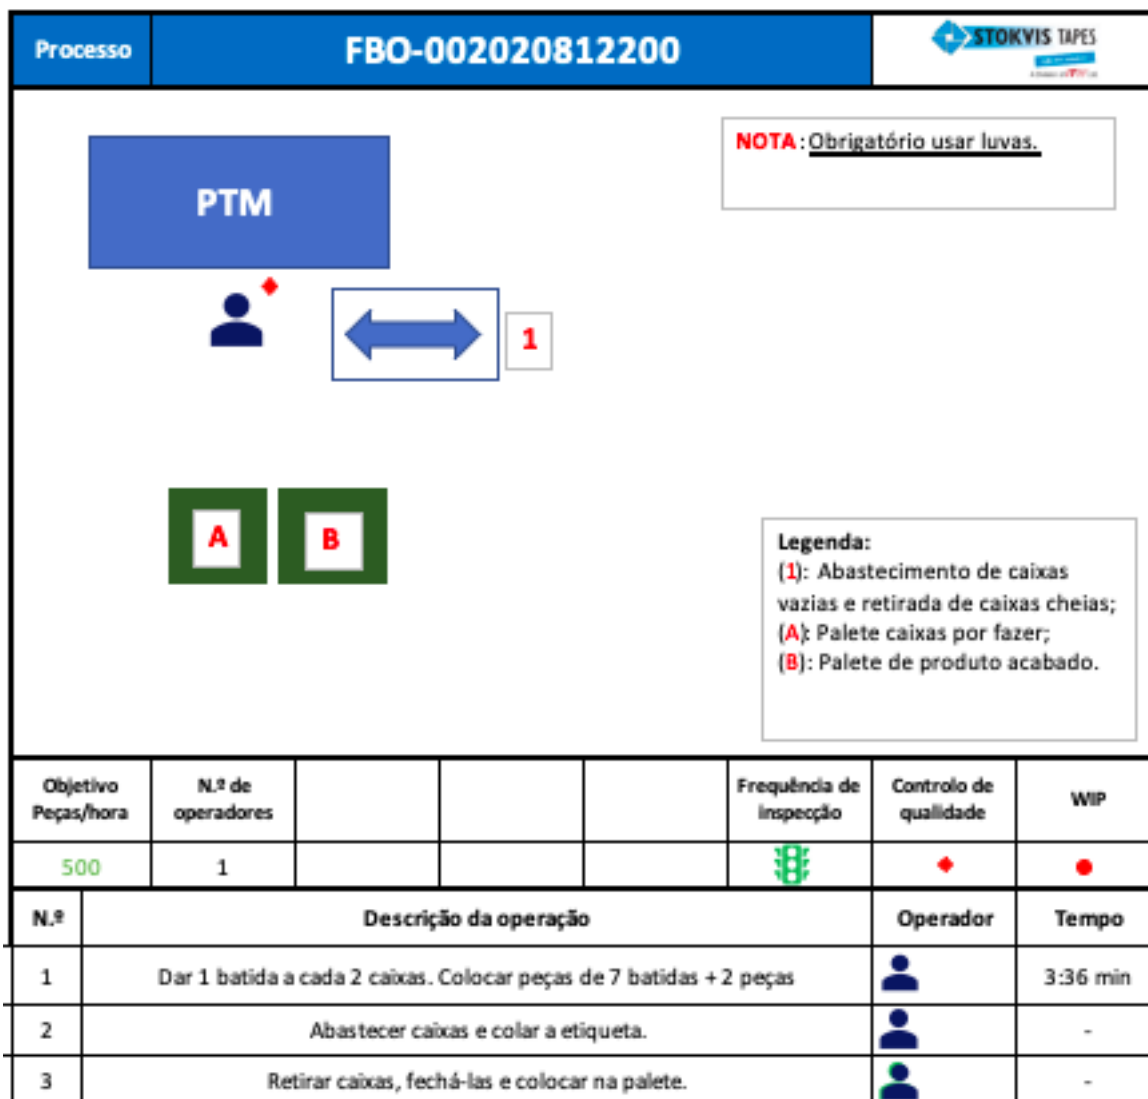 Processo
FBO-002020812200
STOKVIS TAPES
PTM
NOTA: Obrigatório usar luvas.
1
A
B
Legenda:
(1): Abastecimento de caixas
vazias e retirada de caixas cheias;
(A): Palete caixas por fazer;
(B): Palete de produto acabado.
Objetivo
Peças/hora
N.º de
operadores
Frequência de
inspecção
Controlo de
qualidade
WIP
500
1
N.º
Descrição da operação
Operador
Tempo
1
Dar 1 batida a cada 2 caixas. Colocar peças de 7 batidas + 2 peças
3:36 min
2
Abastecer caixas e colar a etiqueta.
-
3
Retirar caixas, fechá-las e colocar na palete.
-